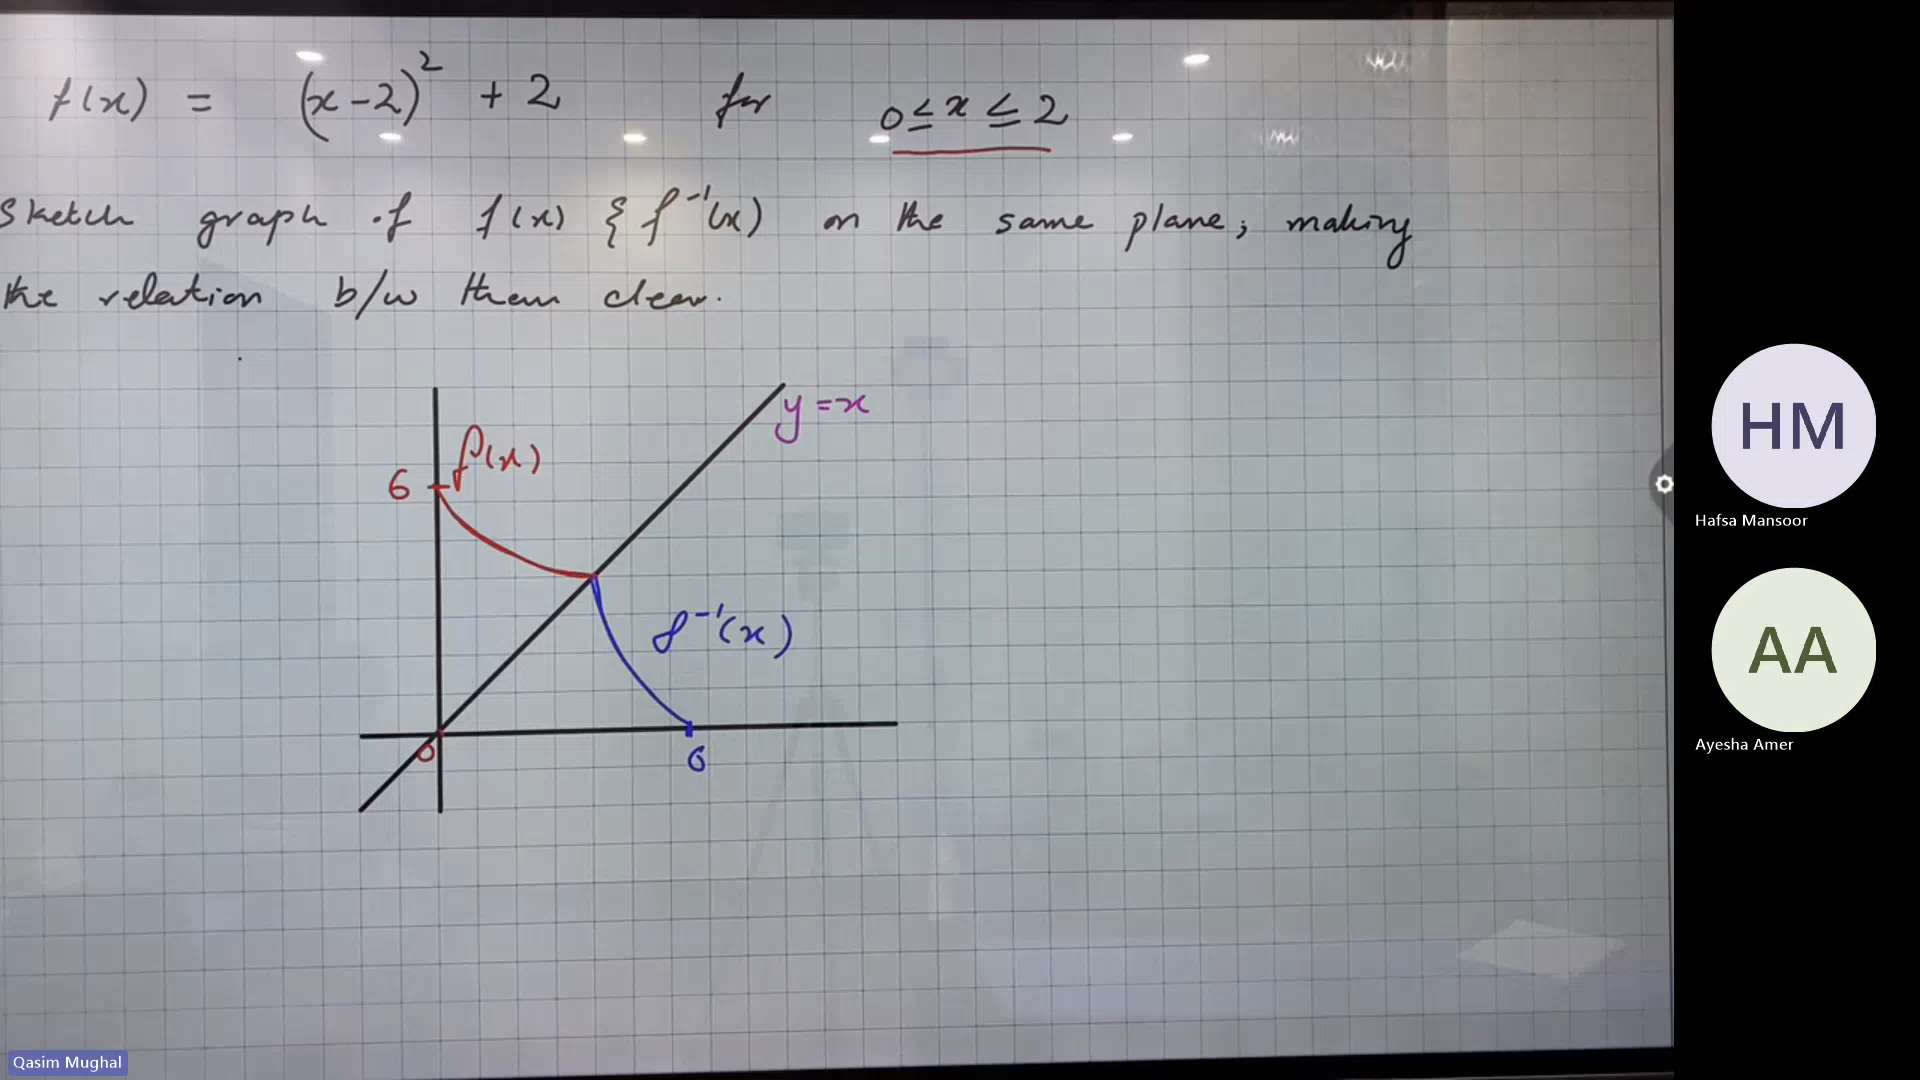 f(x) = (x-2)² + 2 for 0≤x≤2
Sketch graph of f(x) & f⁻¹(x) on the same plane, making
the relation b/w them clear.
y=x
f(x)
6
f⁻¹(x)
0
6
HM
Hafsa Mansoor
AA
Ayesha Amer
Qasim Mughal